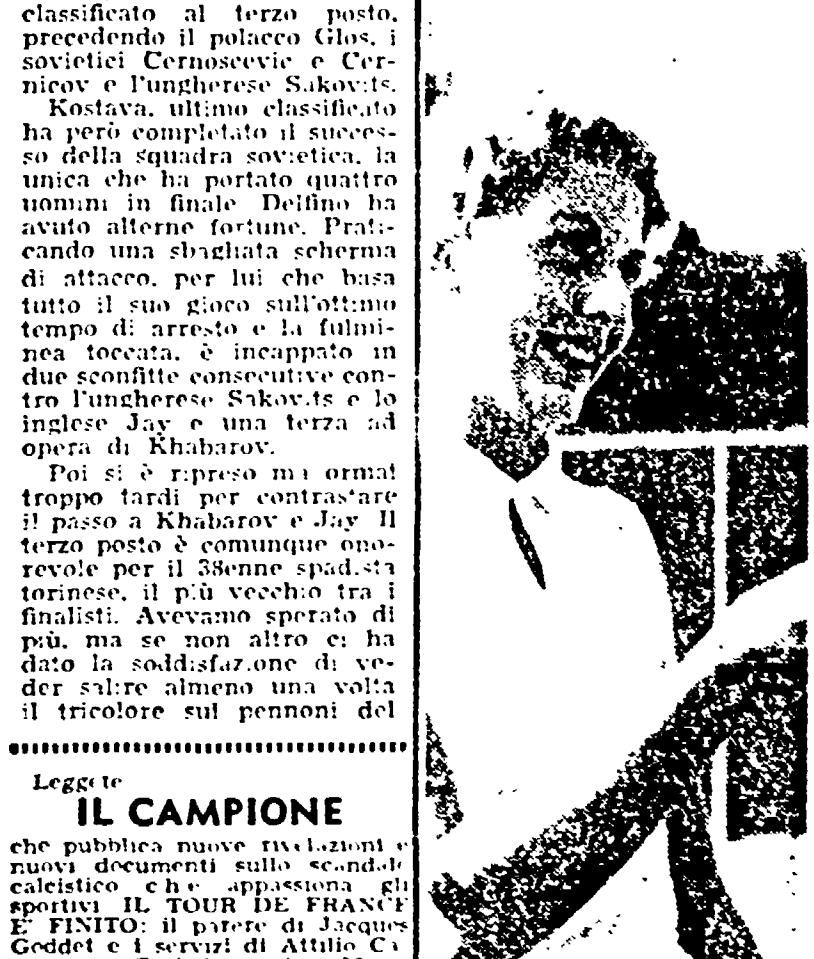 classificato al terzo posto,
precedendo il polacco Glos, i
sovietici Cernoscevic e Cer-
nicov e l'ungherese Sakovits.
Kostava, ultimo classificato
ha però completato il succes-
so della squadra sovietica, la
unica che ha portato quattro
uomini in finale Delfino ha
avuto alterne fortune. Prati-
cando una sbagliata scherma
di attacco, per lui che basa
tutto il suo gioco sull'ottimo
tempo di arresto e la fulmi-
nea toccata, è incappato in
due sconfitte consecutive con-
tro l'ungherese Sakovits e lo
inglese Jay e una terza ad
opera di Khabarov.
Poi si è ripreso ma ormai
troppo tardi per contrastare
il passo a Khabarov e Jay Il
terzo posto è comunque ono-
revole per il 38enne spadista
torinese, il più vecchio tra i
finalisti. Avevamo sperato di
più, ma se non altro ci ha
dato la soddisfazione di ve-
der salire almeno una volta
il tricolore sui pennoni del
Leggete
IL CAMPIONE
che pubblica nuove rivelazioni e
nuovi documenti sullo scandalo
calcistico che appassiona gli
sportivi IL TOUR DE FRANCE
E' FINITO: il parere di Jacques
Goddet e i servizi di Attilio